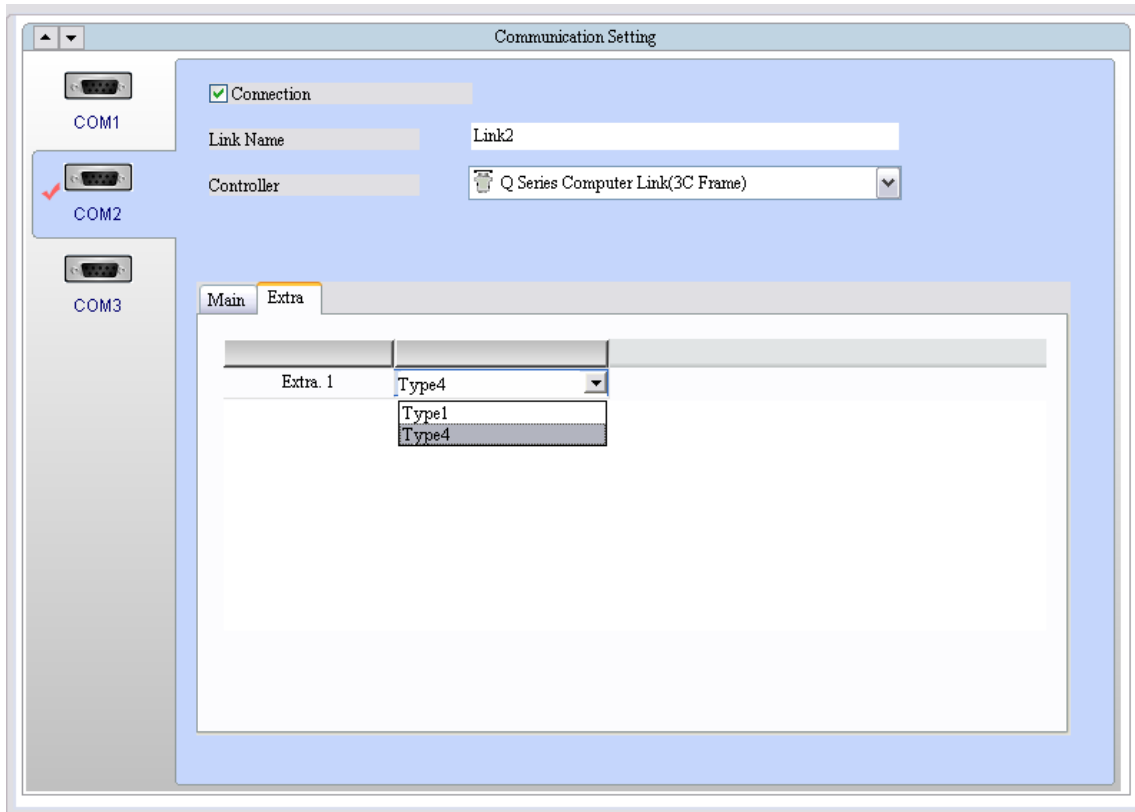 Communication Setting
COM1
COM2
COM3
Connection
Link Name
Link2
Controller
Q Series Computer Link(3C Frame)
Main
Extra
Extra. 1
Type4
Type1
Type4